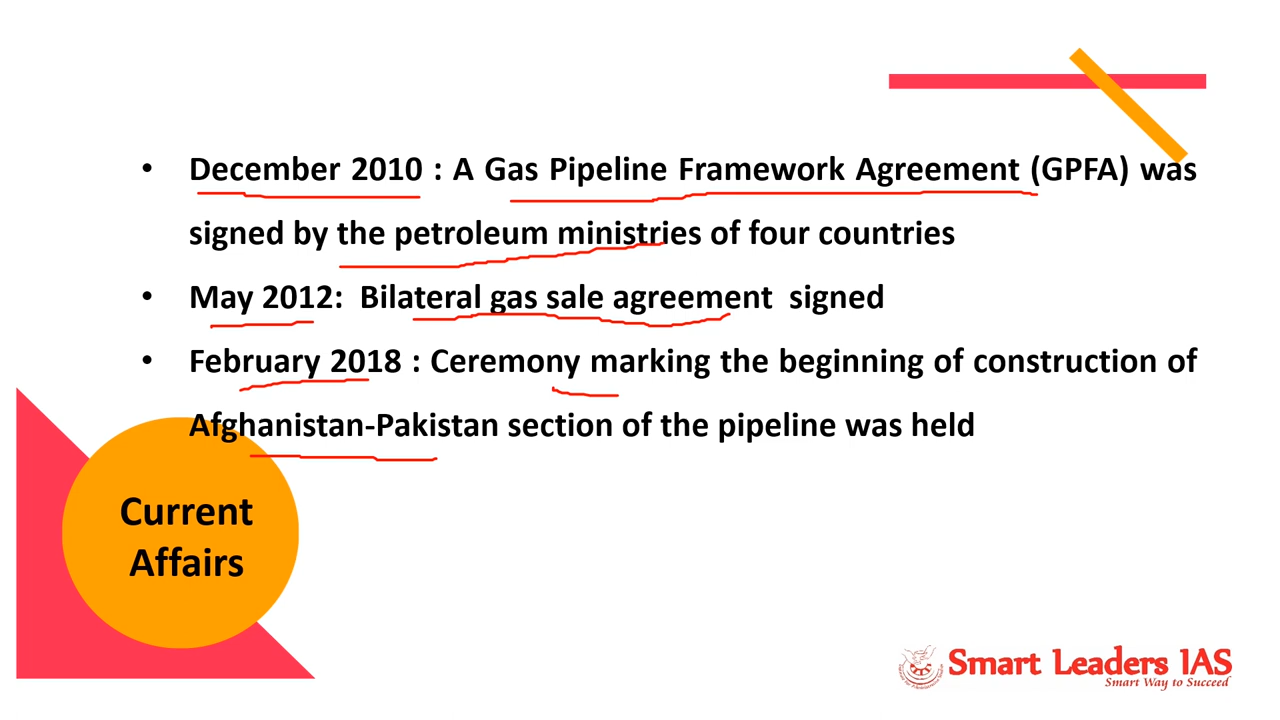 • December 2010 : A Gas Pipeline Framework Agreement (GPFA) was
signed by the petroleum ministries of four countries
• May 2012: Bilateral gas sale agreement signed
• February 2018 : Ceremony marking the beginning of construction of
Afghanistan-Pakistan section of the pipeline was held
Current
Affairs
Smart Leaders IAS
Smart Way to Succeed